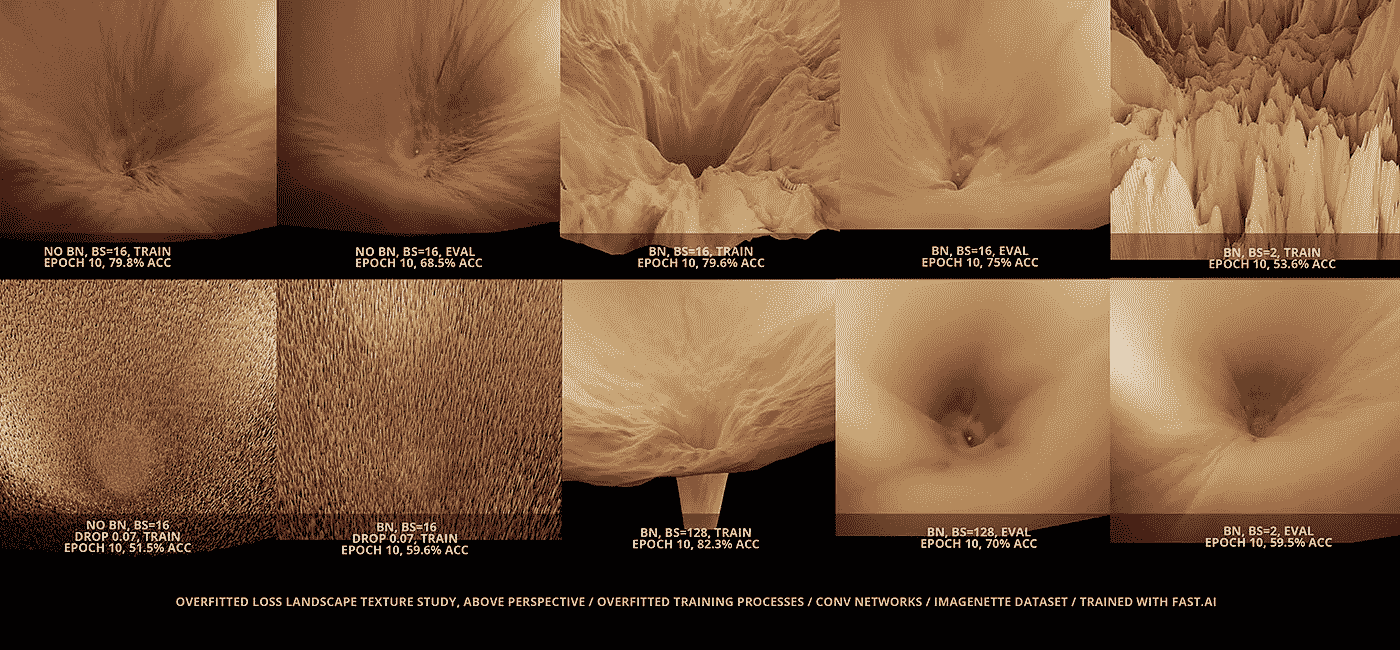 NO BN, BS=16, TRAIN
EPOCH 10, 79.8% ACC
NO BN, BS=16, EVAL
EPOCH 10, 68.5% ACC
BN, BS=16, TRAIN
EPOCH 10, 79.6% ACC
BN, BS=16, EVAL
EPOCH 10, 75% ACC
BN, BS=2, TRAIN
EPOCH 10, 53.6% ACC
NO BN, BS=16
DROP 0.07, TRAIN
EPOCH 10, 51.5% ACC
BN, BS=16
DROP 0.07, TRAIN
EPOCH 10, 59.6% ACC
BN, BS=128, TRAIN
EPOCH 10, 82.3% ACC
BN, BS=128, EVAL
EPOCH 10, 70% ACC
BN, BS=2, EVAL
EPOCH 10, 59.5% ACC
OVERFITTED LOSS LANDSCAPE TEXTURE STUDY, ABOVE PERSPECTIVE / OVERFITTED TRAINING PROCESSES / CONV NETWORKS / IMAGENETTE DATASET / TRAINED WITH FAST.AI